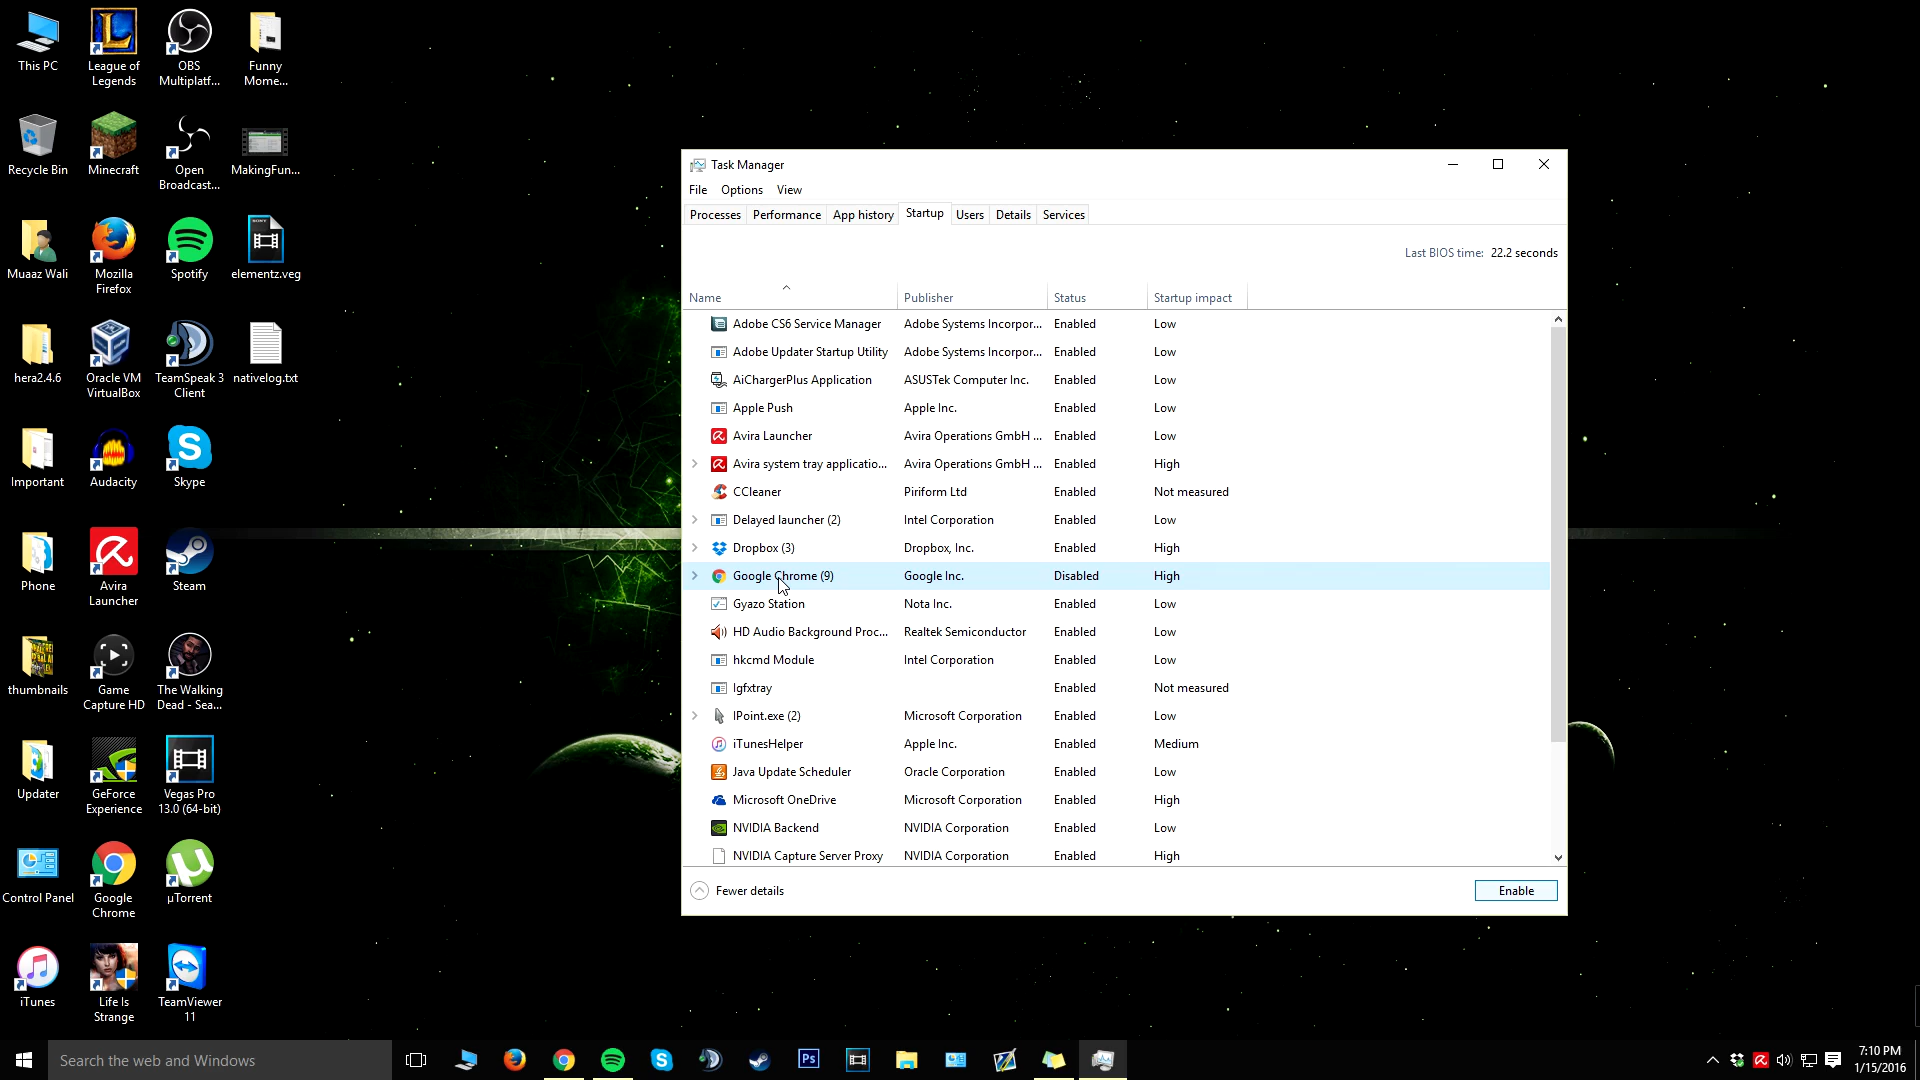 This PC
League of
Legends
OBS
Multiplatf...
Funny
Mome...
Recycle Bin
Minecraft
Open
Broadcast...
MakingFun...
Muaaz Wali
Mozilla
Firefox
Spotify
elementz.veg
hera2.4.6
Oracle VM
VirtualBox
TeamSpeak 3
Client
nativelog.txt
Important
Audacity
Skype
Phone
Avira
Launcher
Steam
thumbnails
Game
Capture HD
The Walking
Dead - Sea...
Updater
GeForce
Experience
Vegas Pro
13.0 (64-bit)
Control Panel
Google
Chrome
µTorrent
iTunes
Life Is
Strange
TeamViewer
11
Task Manager
File Options View
Processes Performance App history Startup Users Details Services
Last BIOS time: 22.2 seconds
Name Publisher Status Startup impact
Adobe CS6 Service Manager Adobe Systems Incorpor... Enabled Low
Adobe Updater Startup Utility Adobe Systems Incorpor... Enabled Low
AiChargerPlus Application ASUSTek Computer Inc. Enabled Low
Apple Push Apple Inc. Enabled Low
Avira Launcher Avira Operations GmbH ... Enabled Low
Avira system tray applicatio... Avira Operations GmbH ... Enabled High
CCleaner Piriform Ltd Enabled Not measured
Delayed launcher (2) Intel Corporation Enabled Low
Dropbox (3) Dropbox, Inc. Enabled High
Google Chrome (9) Google Inc. Disabled High
Gyazo Station Nota Inc. Enabled Low
HD Audio Background Proc... Realtek Semiconductor Enabled Low
hkcmd Module Intel Corporation Enabled Low
Igfxtray Enabled Not measured
IPoint.exe (2) Microsoft Corporation Enabled Low
iTunesHelper Apple Inc. Enabled Medium
Java Update Scheduler Oracle Corporation Enabled Low
Microsoft OneDrive Microsoft Corporation Enabled High
NVIDIA Backend NVIDIA Corporation Enabled Low
NVIDIA Capture Server Proxy NVIDIA Corporation Enabled High
Fewer details Enable
Search the web and Windows
Ps
7:10 PM
1/15/2016